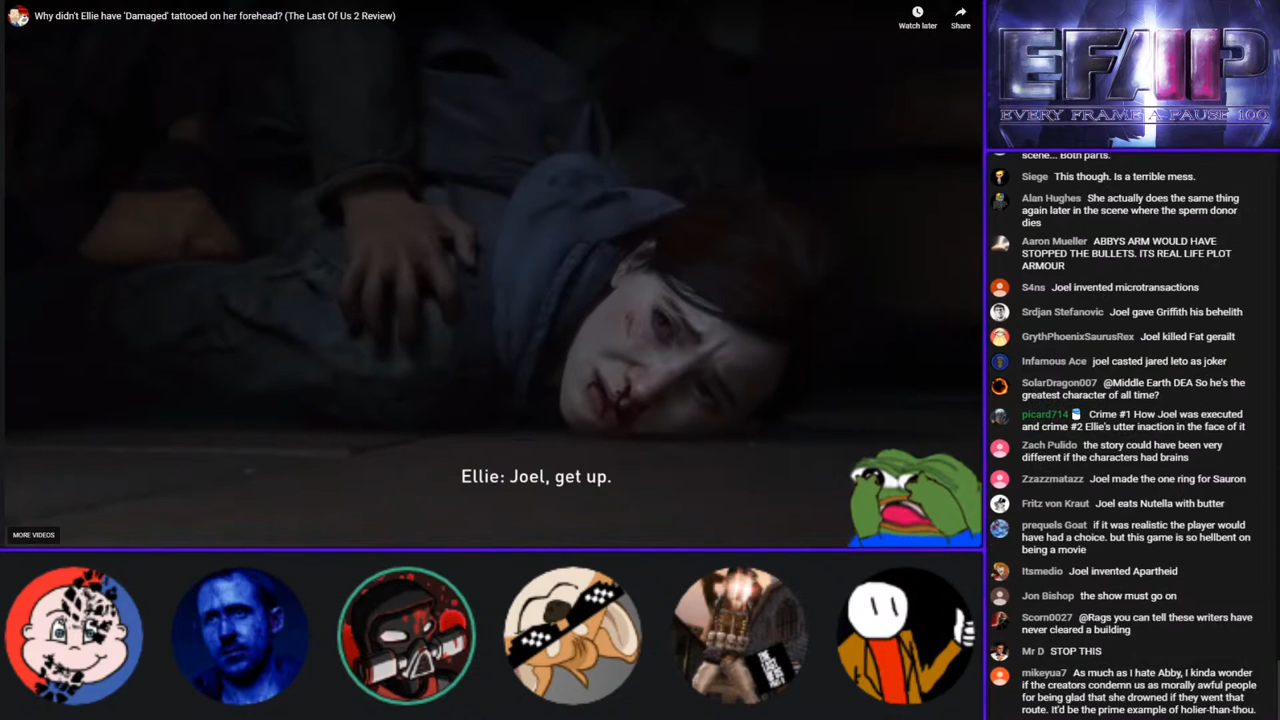 Why didn't Ellie have 'Damaged' tattooed on her forehead? (The Last Of Us 2 Review)
Watch later
Share
Ellie: Joel, get up.
MORE VIDEOS
EFAP
EVERY FRAME A PAUSE 100
scene... Both parts.
Siege This though. Is a terrible mess.
Alan Hughes She actually does the same thing
again later in the scene where the sperm donor
dies
Aaron Mueller ABBYS ARM WOULD HAVE
STOPPED THE BULLETS. ITS REAL LIFE PLOT
ARMOUR
S4ns Joel invented microtransactions
Srdjan Stefanovic Joel gave Griffith his behelith
GrythPhoenixSaurusRex Joel killed Fat gerailt
Infamous Ace joel casted jared leto as joker
SolarDragon007 @Middle Earth DEA So he's the
greatest character of all time?
picard714 Crime #1 How Joel was executed
and crime #2 Ellie's utter inaction in the face of it
Zach Pulido the story could have been very
different if the characters had brains
Zzazzmatazz Joel made the one ring for Sauron
Fritz von Kraut Joel eats Nutella with butter
prequels Goat if it was realistic the player would
have had a choice. but this game is so hellbent on
being a movie
Itsmedio Joel invented Apartheid
Jon Bishop the show must go on
Scorn0027 @Rags you can tell these writers have
never cleared a building
Mr D STOP THIS
mikeyua7 As much as I hate Abby, I kinda wonder
if the creators condemn us as morally awful people
for being glad that she drowned if they went that
route. It'd be the prime example of holier-than-thou.